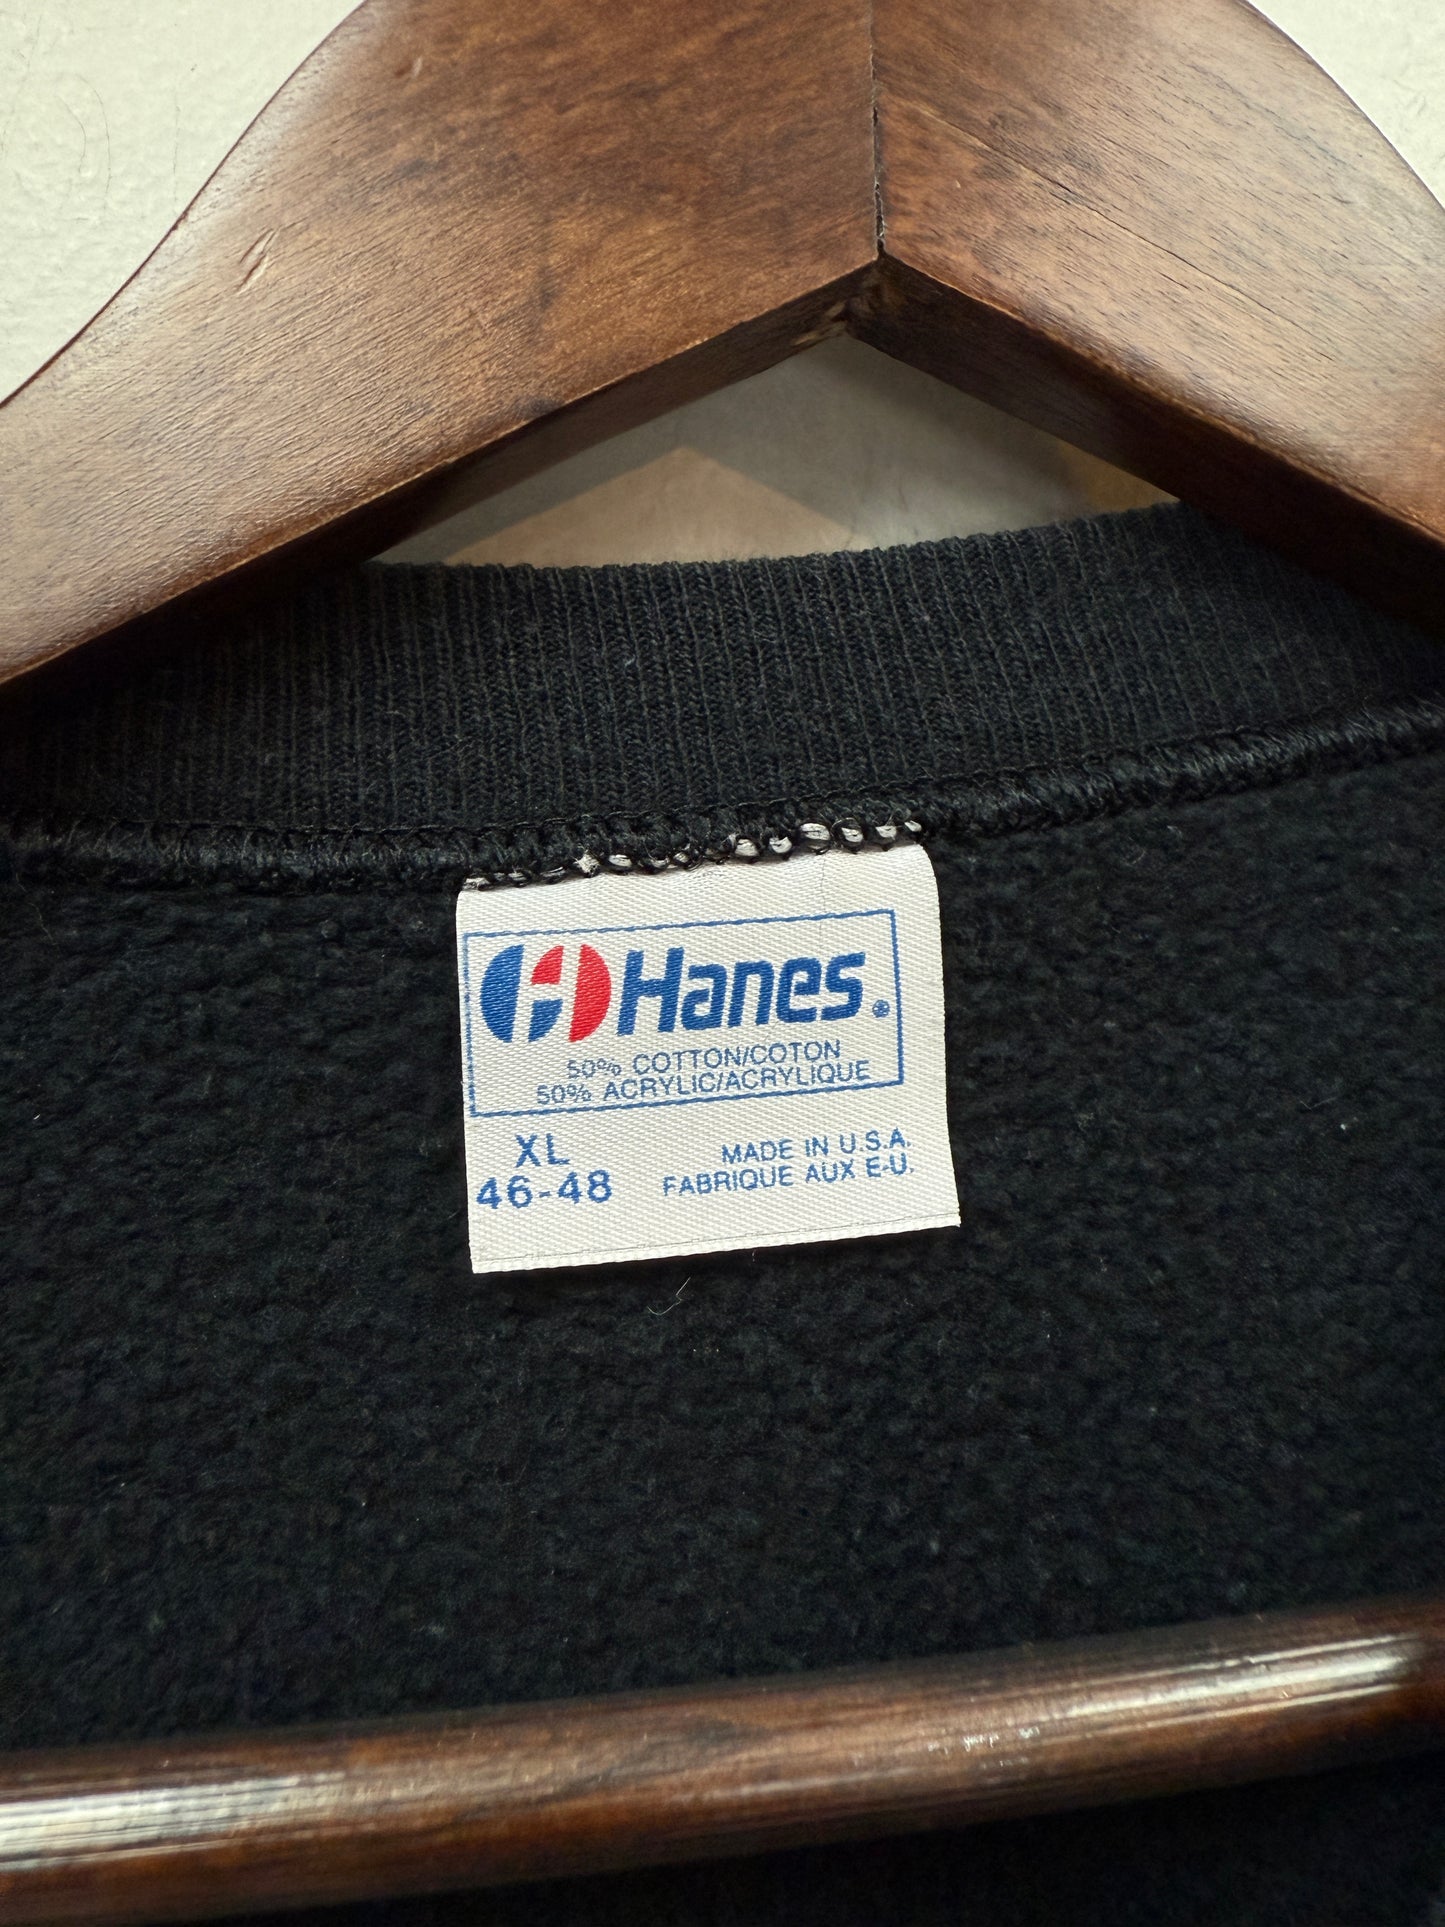 Hanes®
50% COTTON/COTON
50% ACRYLIC/ACRYLIQUE
XL
46-48
MADE IN U.S.A.
FABRIQUE AUX E-U.